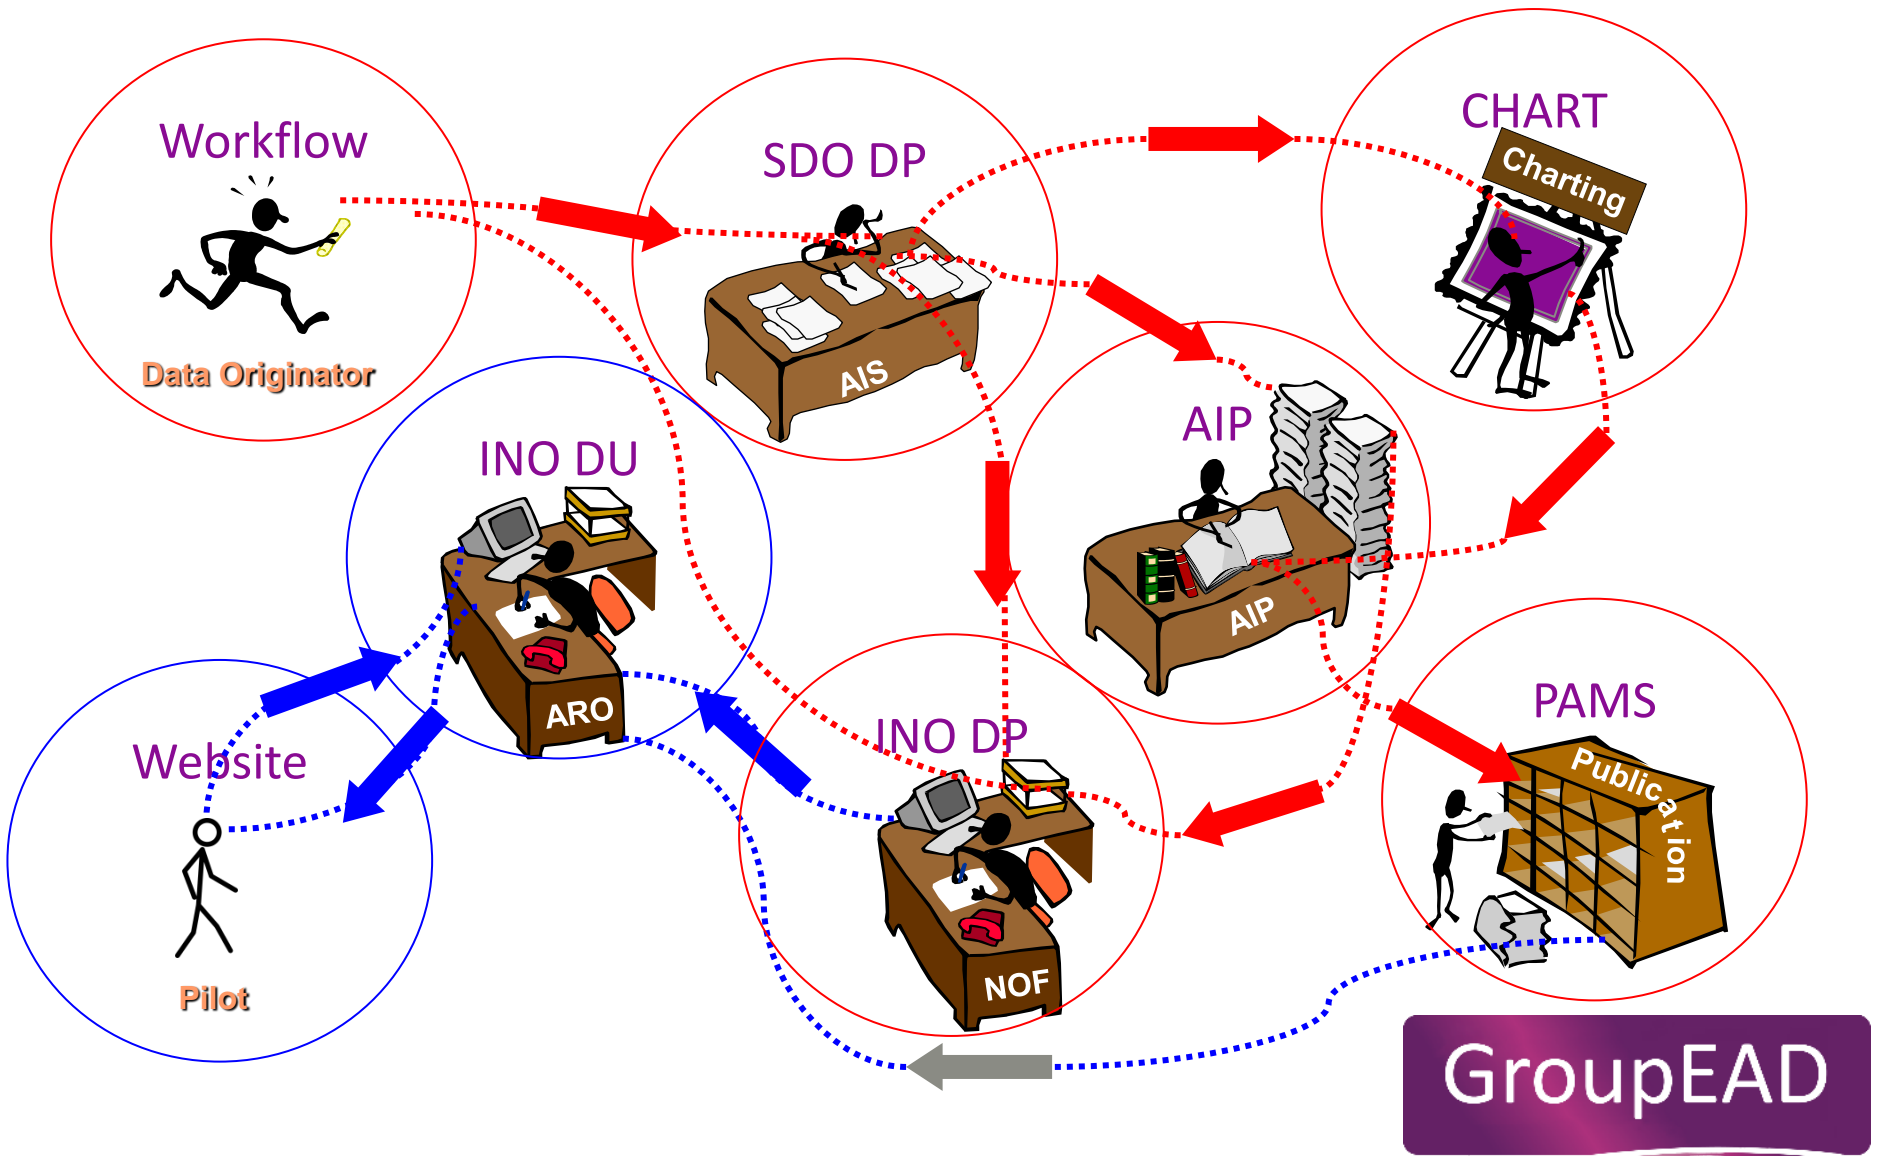 Workflow
Data Originator
SDO DP
AIS
CHART
Charting
INO DU
ARO
AIP
AIP
Website
Pilot
INO DP
NOF
PAMS
Publication
GroupEAD